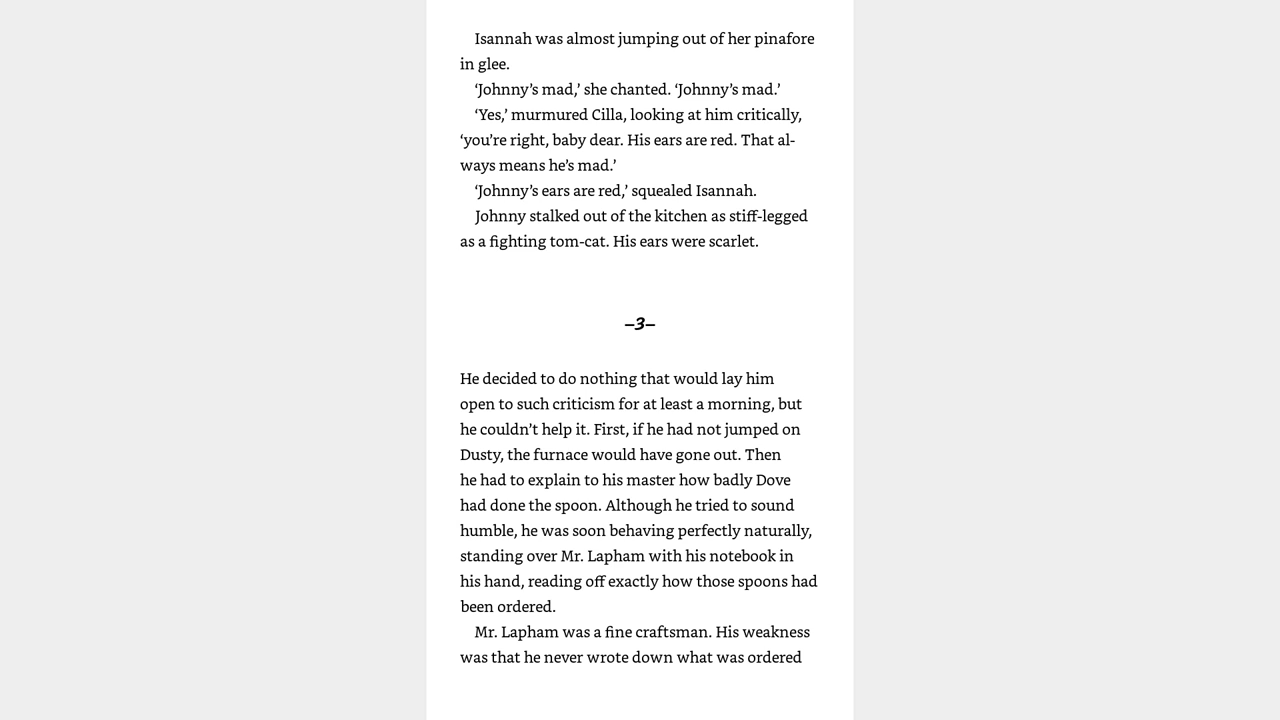 Isannah was almost jumping out of her pinafore
in glee.
‘Johnny’s mad,’ she chanted. ‘Johnny’s mad.’
‘Yes,’ murmured Cilla, looking at him critically,
‘you’re right, baby dear. His ears are red. That al-
ways means he’s mad.’
‘Johnny’s ears are red,’ squealed Isannah.
Johnny stalked out of the kitchen as stiff-legged
as a fighting tom-cat. His ears were scarlet.
–3–
He decided to do nothing that would lay him
open to such criticism for at least a morning, but
he couldn’t help it. First, if he had not jumped on
Dusty, the furnace would have gone out. Then
he had to explain to his master how badly Dove
had done the spoon. Although he tried to sound
humble, he was soon behaving perfectly naturally,
standing over Mr. Lapham with his notebook in
his hand, reading off exactly how those spoons had
been ordered.
Mr. Lapham was a fine craftsman. His weakness
was that he never wrote down what was ordered